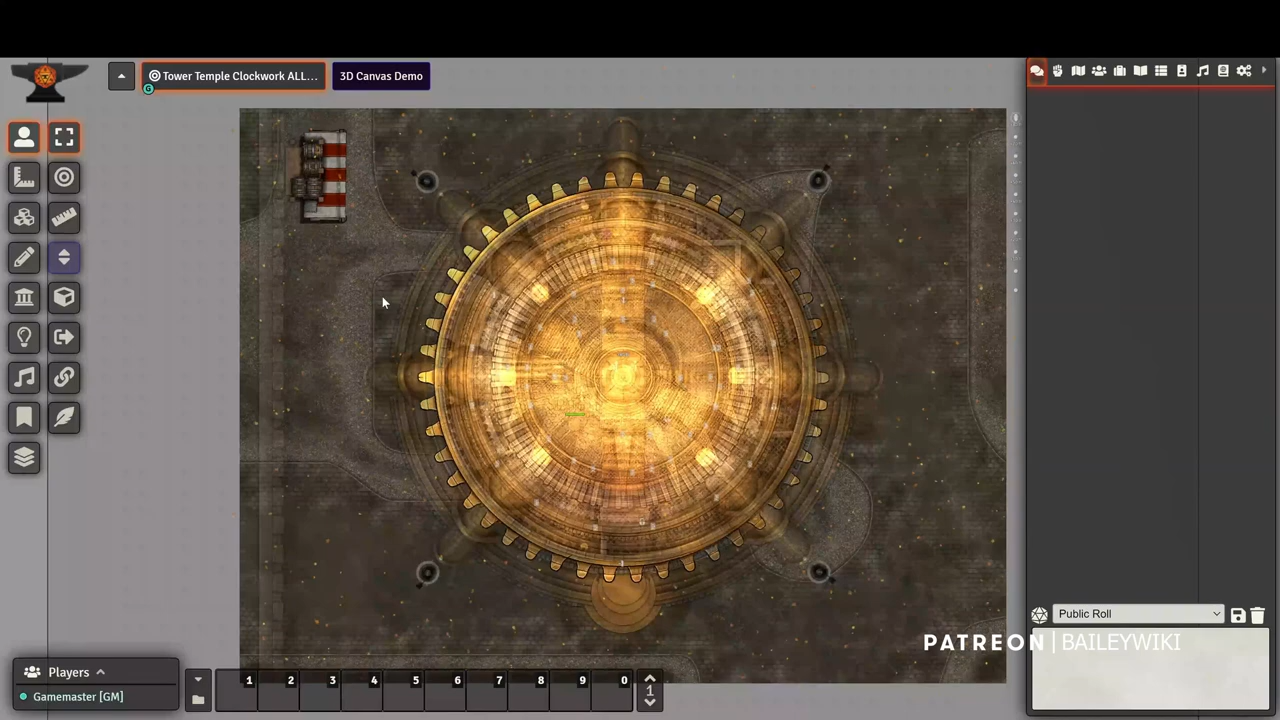 Tower Temple Clockwork ALL...
3D Canvas Demo
G
Public Roll
PATREON | BAILEYWIKI
Players
Gamemaster [GM]
1 2 3 4 5 6 7 8 9 0
1